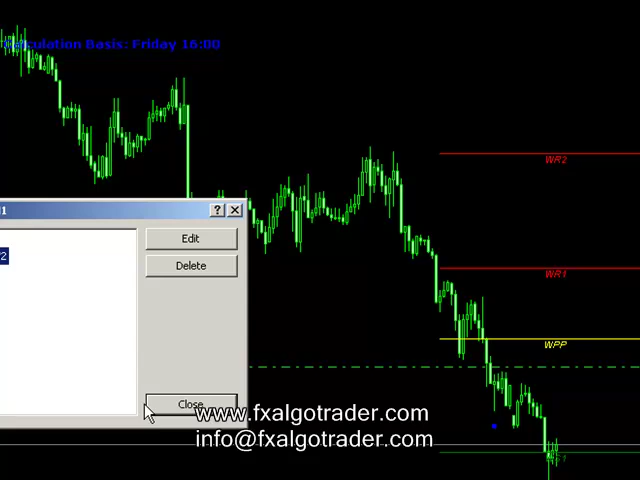 Calculation Basis: Friday 16:00
WR2
Edit
Delete
WR1
WPP
Close
www.fxalgotrader.com
info@fxalgotrader.com